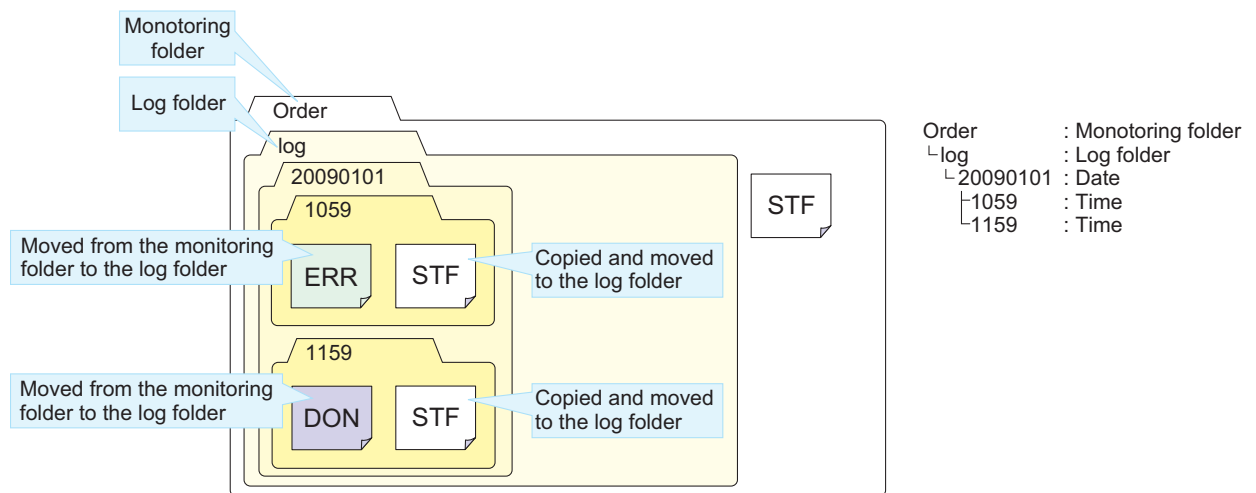 Monotoring
folder
Log folder
Order
log
20090101
1059
Moved from the monitoring
folder to the log folder
ERR
STF
Copied and moved
to the log folder
1159
Moved from the monitoring
folder to the log folder
DON
STF
Copied and moved
to the log folder
STF
Order : Monotoring folder
log : Log folder
20090101 : Date
1059 : Time
1159 : Time